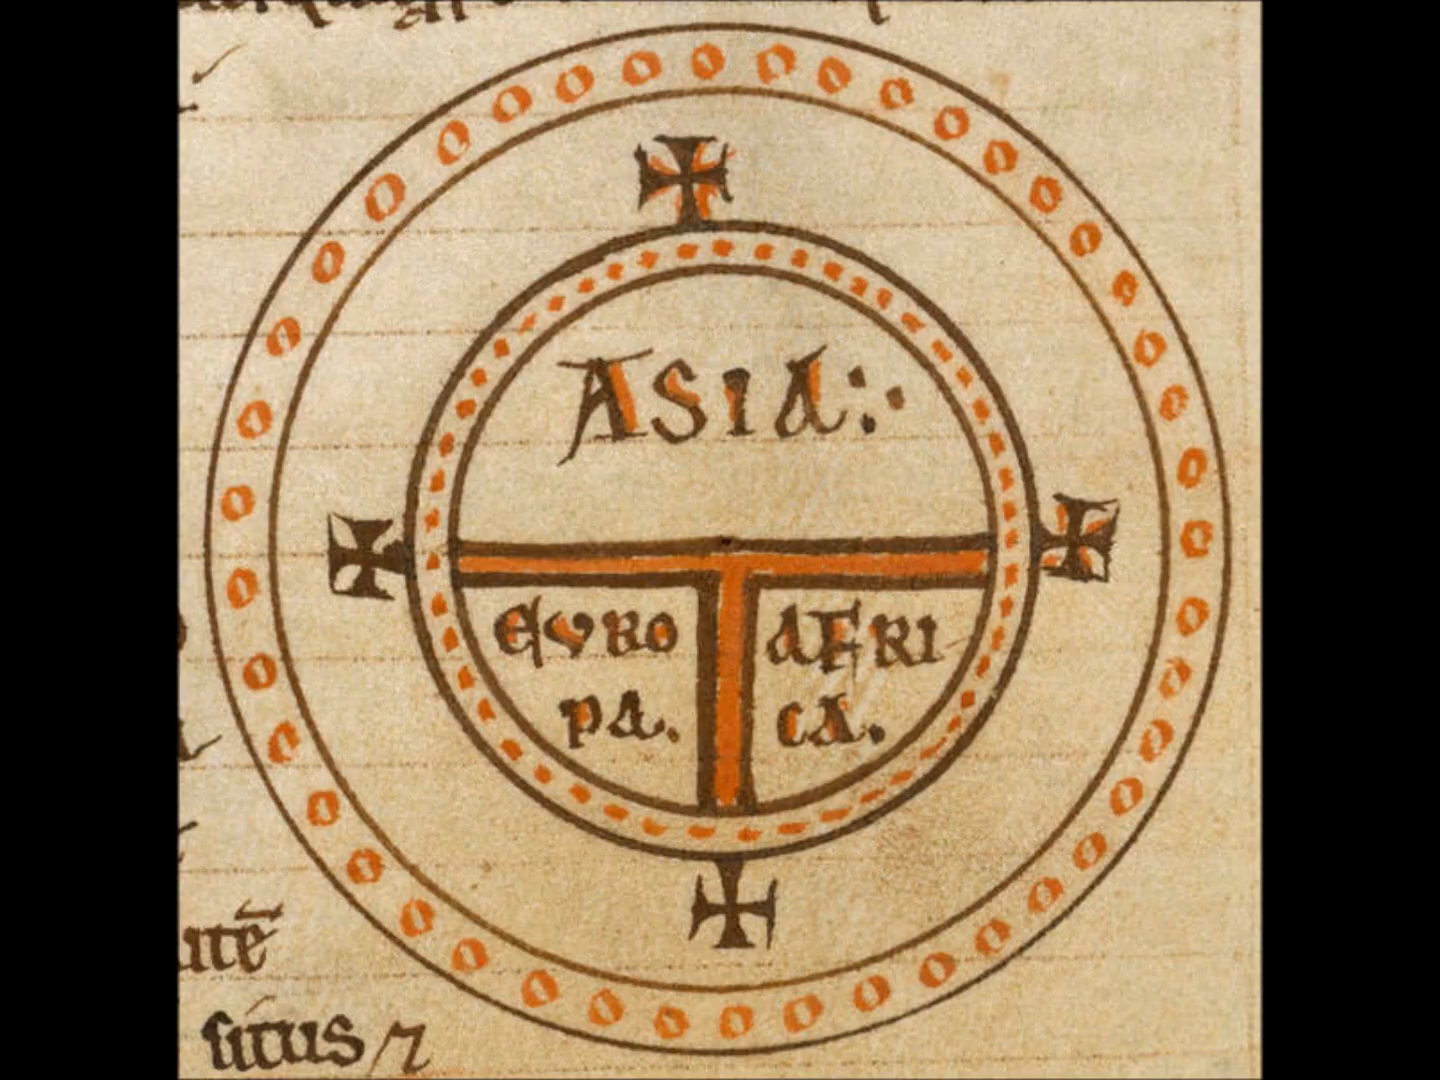 ASIA:·
EVRO
PA.
AFRI
CA.
situs ⁊